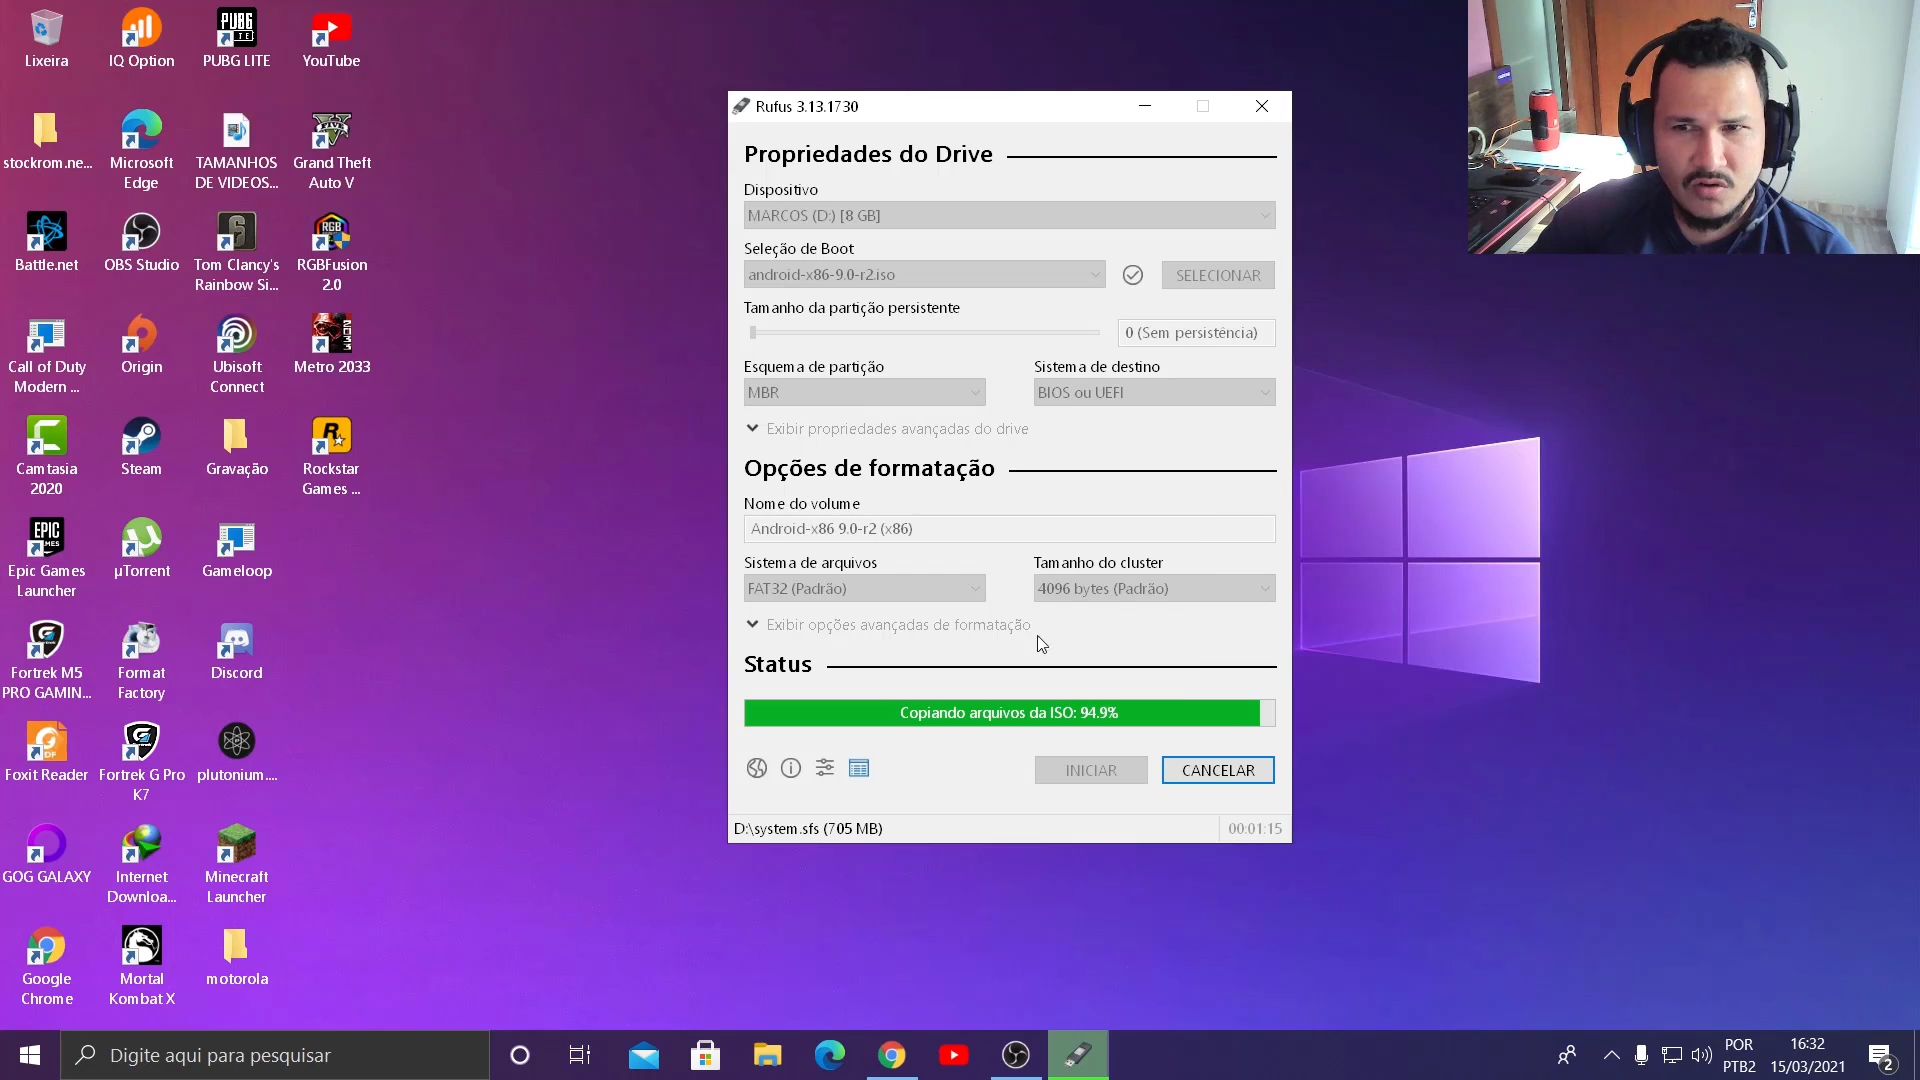 Lixeira
IQ Option
PUBG LITE
YouTube
stockrom.ne...
Microsoft
Edge
TAMANHOS
DE VIDEOS...
Grand Theft
Auto V
Battle.net
OBS Studio
Tom Clancy's
Rainbow Si...
RGBFusion
2.0
Call of Duty
Modern ...
Origin
Ubisoft
Connect
Metro 2033
Camtasia
2020
Steam
Gravação
Rockstar
Games ...
Epic Games
Launcher
µTorrent
Gameloop
Fortrek M5
PRO GAMIN...
Format
Factory
Discord
Foxit Reader
Fortrek G Pro
K7
plutonium....
GOG GALAXY
Internet
Downloa...
Minecraft
Launcher
Google
Chrome
Mortal
Kombat X
motorola
Rufus 3.13.1730
Propriedades do Drive
Dispositivo
MARCOS (D:) [8 GB]
Seleção de Boot
android-x86-9.0-r2.iso
SELECIONAR
Tamanho da partição persistente
0 (Sem persistência)
Esquema de partição
Sistema de destino
MBR
BIOS ou UEFI
Exibir propriedades avançadas do drive
Opções de formatação
Nome do volume
Android-x86 9.0-r2 (x86)
Sistema de arquivos
Tamanho do cluster
FAT32 (Padrão)
4096 bytes (Padrão)
Exibir opções avançadas de formatação
Status
Copiando arquivos da ISO: 94.9%
INICIAR
CANCELAR
D:\system.sfs (705 MB)
00:01:15
Digite aqui para pesquisar
POR
PTB2
16:32
15/03/2021
2